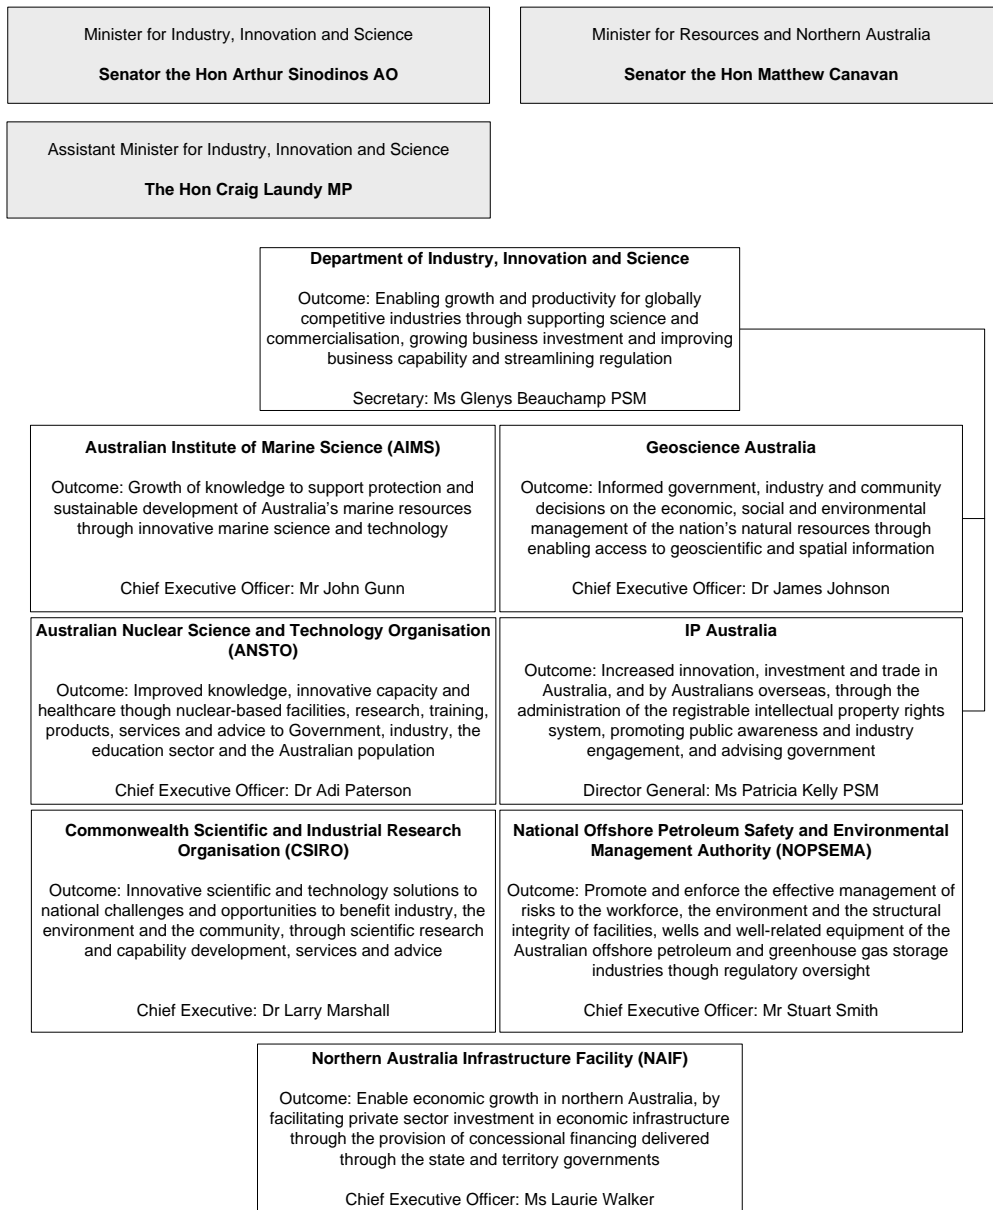 Minister for Industry, Innovation and Science
Senator the Hon Arthur Sinodinos AO
Minister for Resources and Northern Australia
Senator the Hon Matthew Canavan
Assistant Minister for Industry, Innovation and Science
The Hon Craig Laundy MP
Department of Industry, Innovation and Science
Outcome: Enabling growth and productivity for globally
competitive industries through supporting science and
commercialisation, growing business investment and improving
business capability and streamlining regulation
Secretary: Ms Glenys Beauchamp PSM
Australian Institute of Marine Science (AIMS)
Outcome: Growth of knowledge to support protection and
sustainable development of Australia's marine resources
through innovative marine science and technology
Chief Executive Officer: Mr John Gunn
Geoscience Australia
Outcome: Informed government, industry and community
decisions on the economic, social and environmental
management of the nation's natural resources through
enabling access to geoscientific and spatial information
Chief Executive Officer: Dr James Johnson
Australian Nuclear Science and Technology Organisation
(ANSTO)
Outcome: Improved knowledge, innovative capacity and
healthcare though nuclear-based facilities, research, training,
products, services and advice to Government, industry, the
education sector and the Australian population
Chief Executive Officer: Dr Adi Paterson
IP Australia
Outcome: Increased innovation, investment and trade in
Australia, and by Australians overseas, through the
administration of the registrable intellectual property rights
system, promoting public awareness and industry
engagement, and advising government
Director General: Ms Patricia Kelly PSM
Commonwealth Scientific and Industrial Research
Organisation (CSIRO)
Outcome: Innovative scientific and technology solutions to
national challenges and opportunities to benefit industry, the
environment and the community, through scientific research
and capability development, services and advice
Chief Executive: Dr Larry Marshall
National Offshore Petroleum Safety and Environmental
Management Authority (NOPSEMA)
Outcome: Promote and enforce the effective management of
risks to the workforce, the environment and the structural
integrity of facilities, wells and well-related equipment of the
Australian offshore petroleum and greenhouse gas storage
industries though regulatory oversight
Chief Executive Officer: Mr Stuart Smith
Northern Australia Infrastructure Facility (NAIF)
Outcome: Enable economic growth in northern Australia, by
facilitating private sector investment in economic infrastructure
through the provision of concessional financing delivered
through the state and territory governments
Chief Executive Officer: Ms Laurie Walker